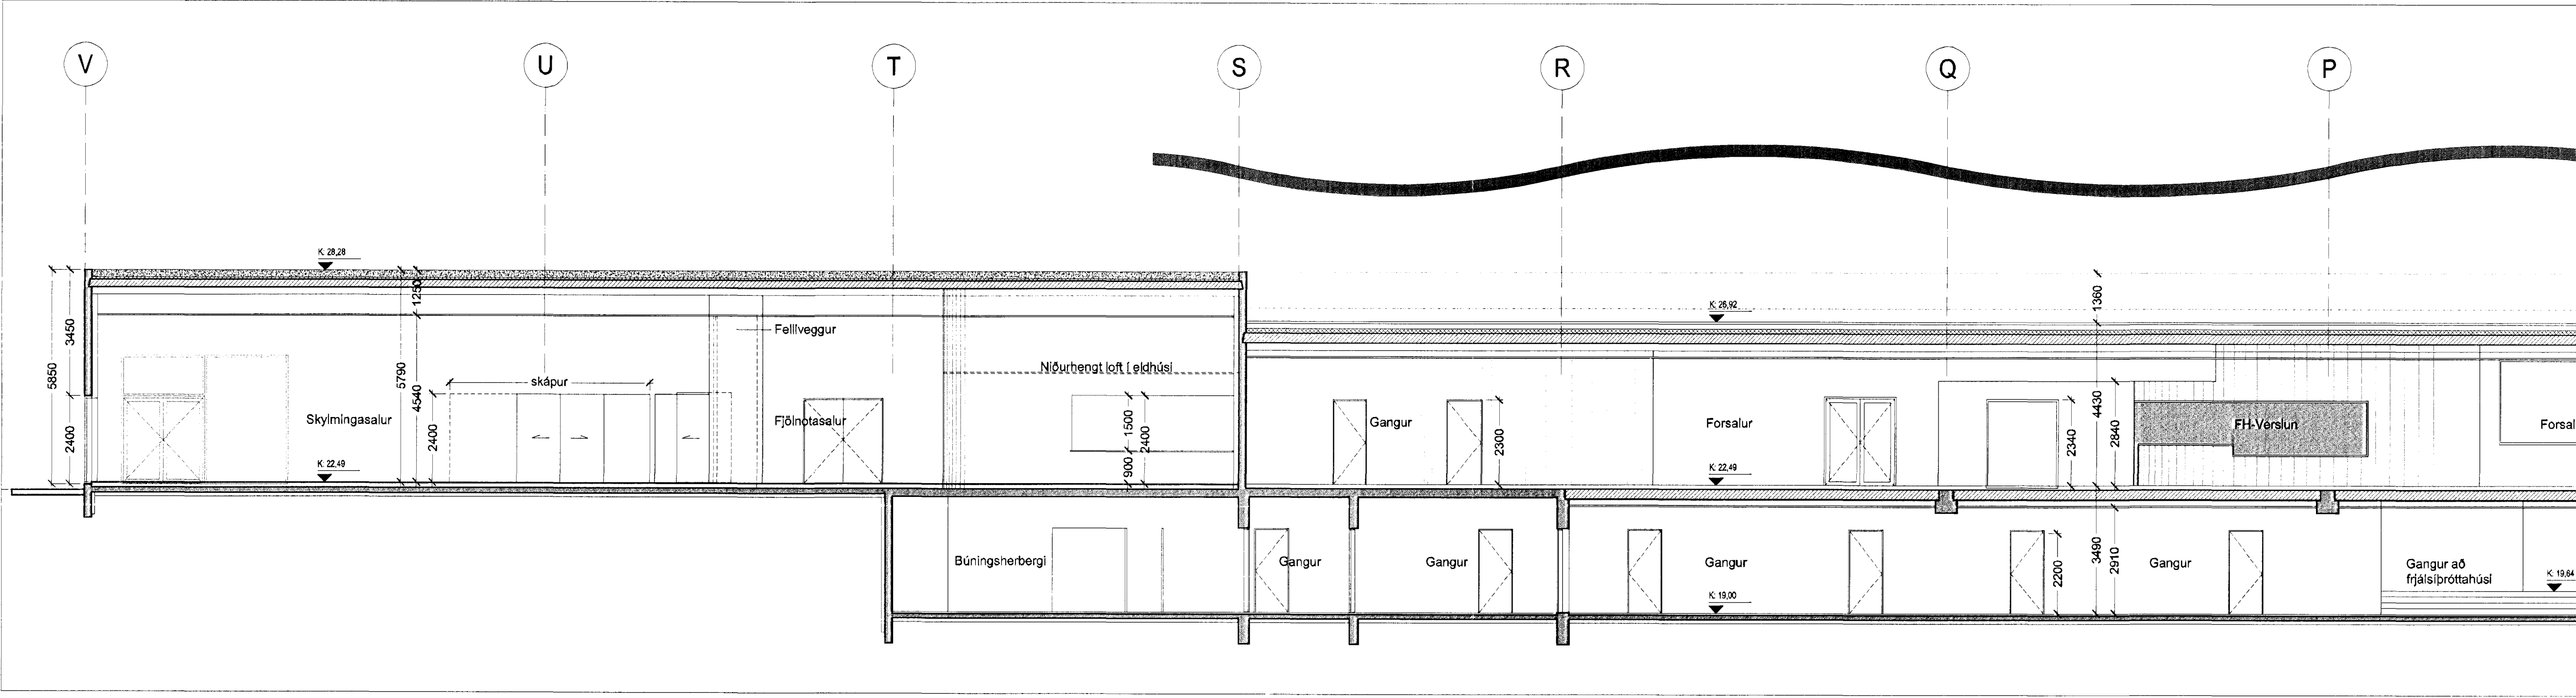 V U T S R Q P
K: 28,28
K: 26,92
1250
1360
3450
5850
5790
4540
Fellveggur
Niðurhengt loft í eldhúsi
skápur
2400
2400
Skylmingasalur
Fjölnotasalur
1500
2400
900
Gangur
2300
Forsalur
2340
4430
2840
FH-Verslun
Forsal
K: 22,49
K: 22,49
Búningsherbergi
Gangur
Gangur
Gangur
2200
3490
2910
Gangur
Gangur að
frjálsíþróttahúsi
K: 19,64
K: 19,00